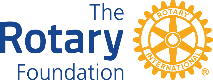 The
Rotary
Foundation
ROTARY
INTERNATIONAL
®